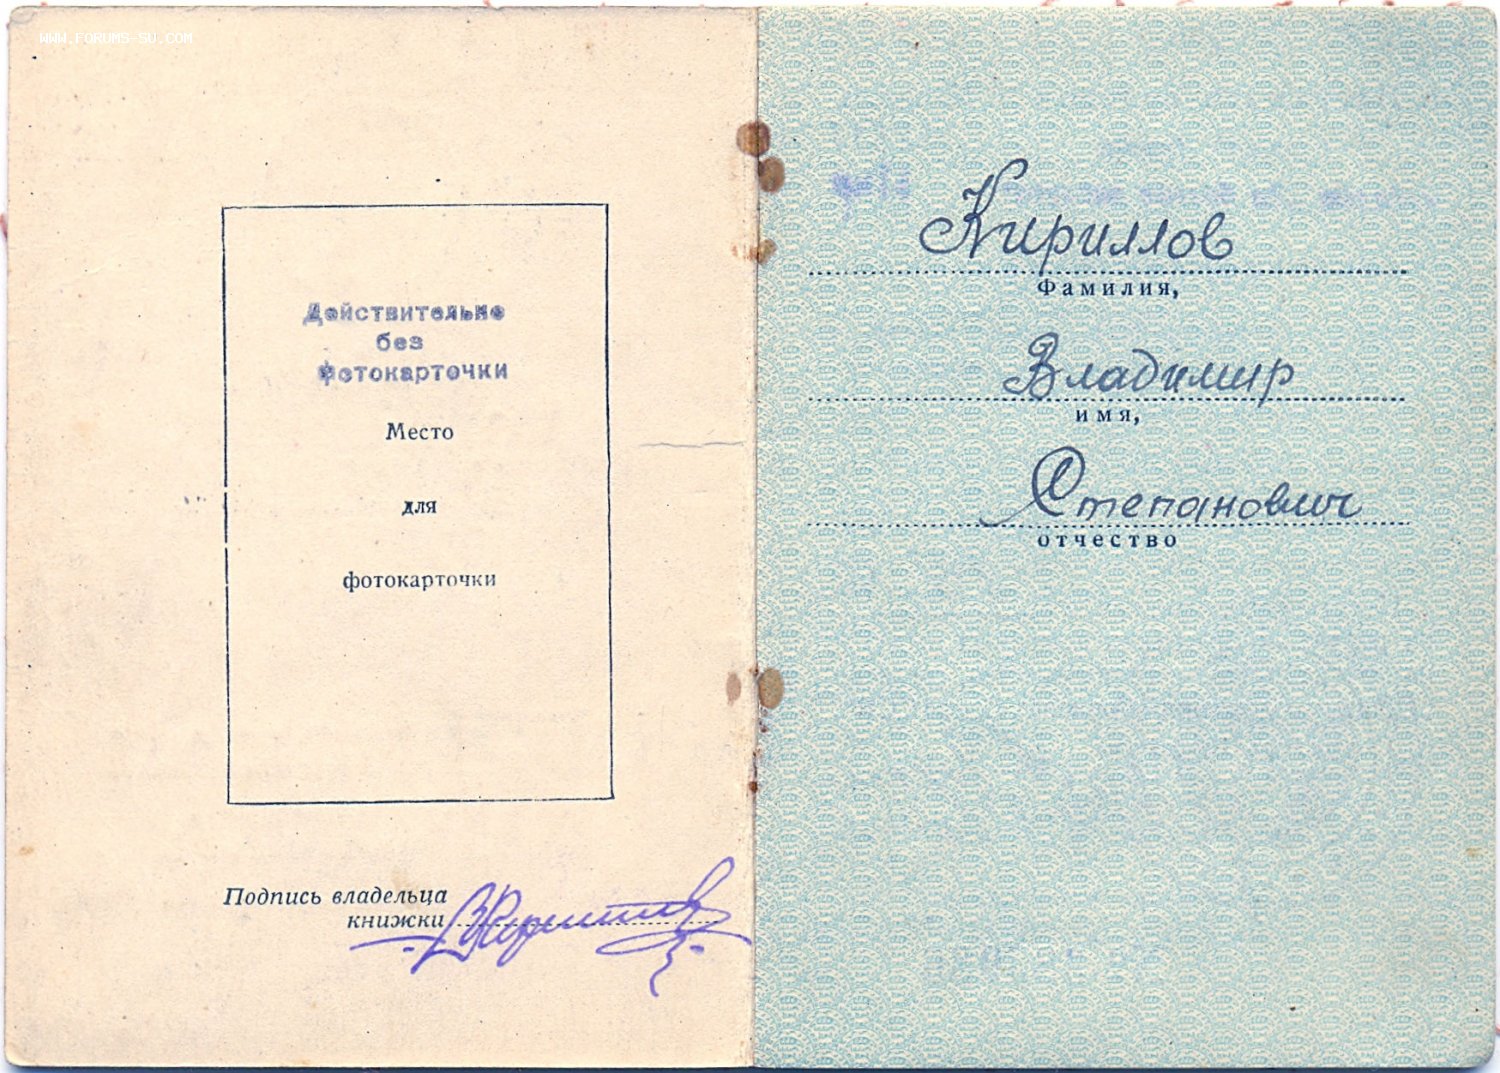 WWW.FORUMS-SU.COM
Действительно
без
фотокарточки
Место
для
фотокарточки
Подпись владельца
книжки
Кириллов
Фамилия,
Владимир
имя,
Степанович
отчество